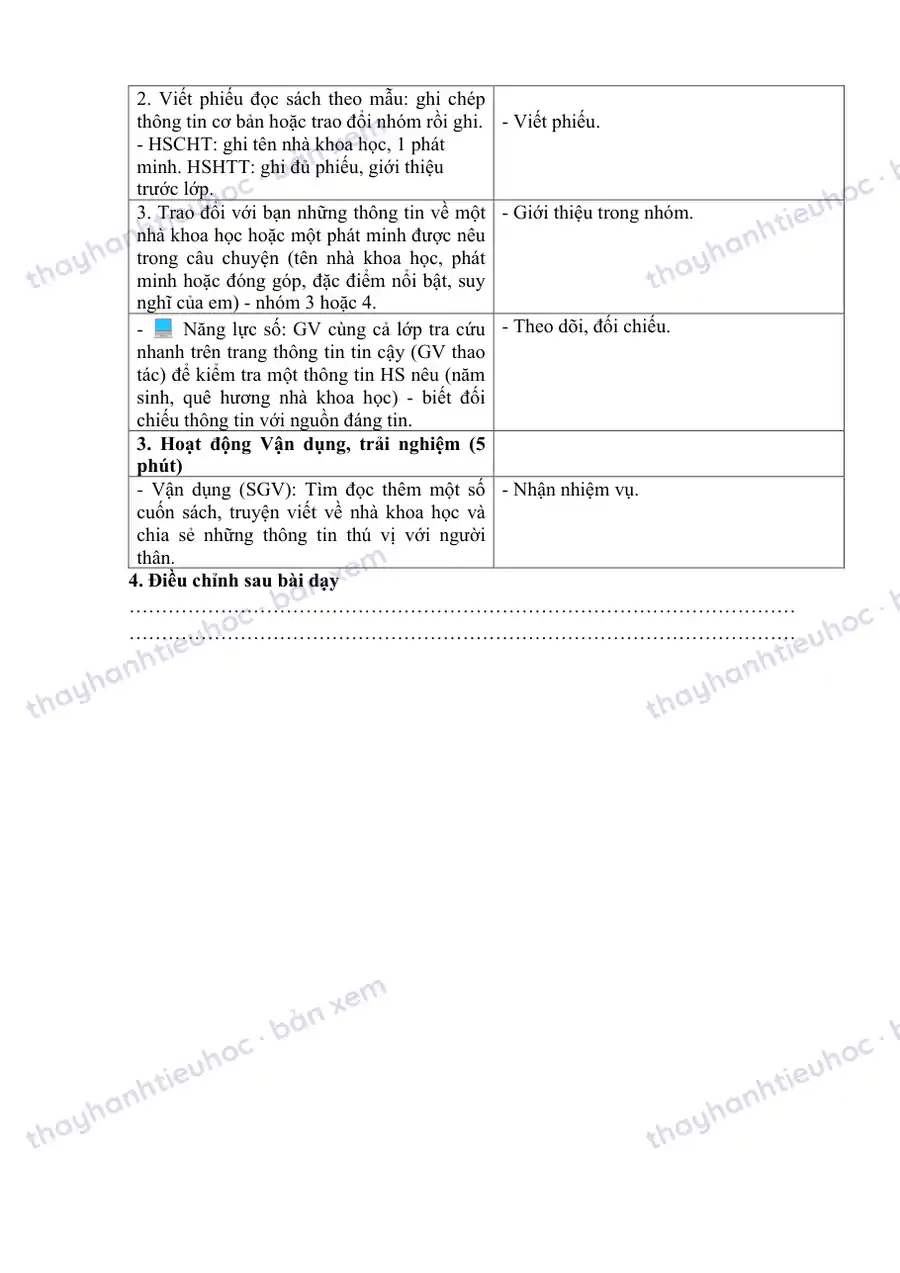 2. Viết phiếu đọc sách theo mẫu: ghi chép
thông tin cơ bản hoặc trao đổi nhóm rồi ghi.
- HSCHT: ghi tên nhà khoa học, 1 phát
minh. HSHTT: ghi đủ phiếu, giới thiệu
trước lớp.
- Viết phiếu.
3. Trao đổi với bạn những thông tin về một
nhà khoa học hoặc một phát minh được nêu
trong câu chuyện (tên nhà khoa học, phát
minh hoặc đóng góp, đặc điểm nổi bật, suy
nghĩ của em) - nhóm 3 hoặc 4.
- Giới thiệu trong nhóm.
- Năng lực số: GV cùng cả lớp tra cứu
nhanh trên trang thông tin tin cậy (GV thao
tác) để kiểm tra một thông tin HS nêu (năm
sinh, quê hương nhà khoa học) - biết đối
chiếu thông tin với nguồn đáng tin.
- Theo dõi, đối chiếu.
3. Hoạt động Vận dụng, trải nghiệm (5
phút)
- Vận dụng (SGV): Tìm đọc thêm một số
cuốn sách, truyện viết về nhà khoa học và
chia sẻ những thông tin thú vị với người
thân.
- Nhận nhiệm vụ.
4. Điều chỉnh sau bài dạy
…………………………………………………………………………………………
…………………………………………………………………………………………
thayhanhtieuhoc · bản xem
thayhanhtieuhoc · b
thayhanhtieuhoc · bản xem
thayhanhtieuhoc · b
thayhanhtieuhoc · bản xem
thayhanhtieuhoc · b